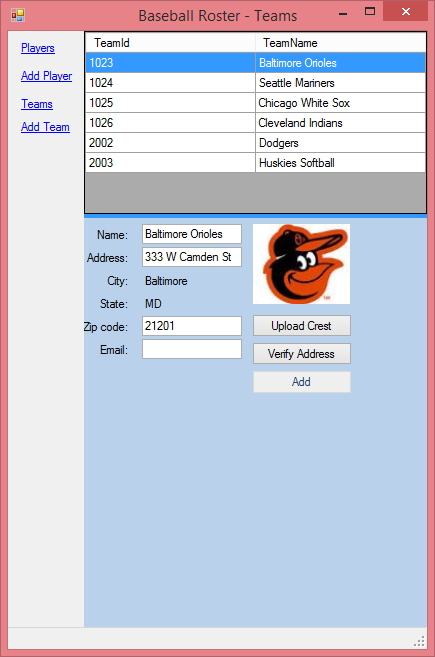 Baseball Roster - Teams
Players
Add Player
Teams
Add Team
TeamId TeamName
1023 Baltimore Orioles
1024 Seattle Mariners
1025 Chicago White Sox
1026 Cleveland Indians
2002 Dodgers
2003 Huskies Softball
Name: Baltimore Orioles
Address: 333 W Camden St
City: Baltimore
State: MD
Zip code: 21201
Email:
Upload Crest
Verify Address
Add